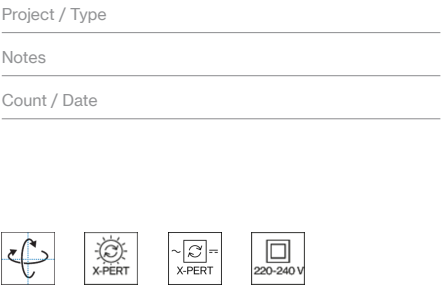 Project / Type
Notes
Count / Date
X-PERT
X-PERT
220-240 V